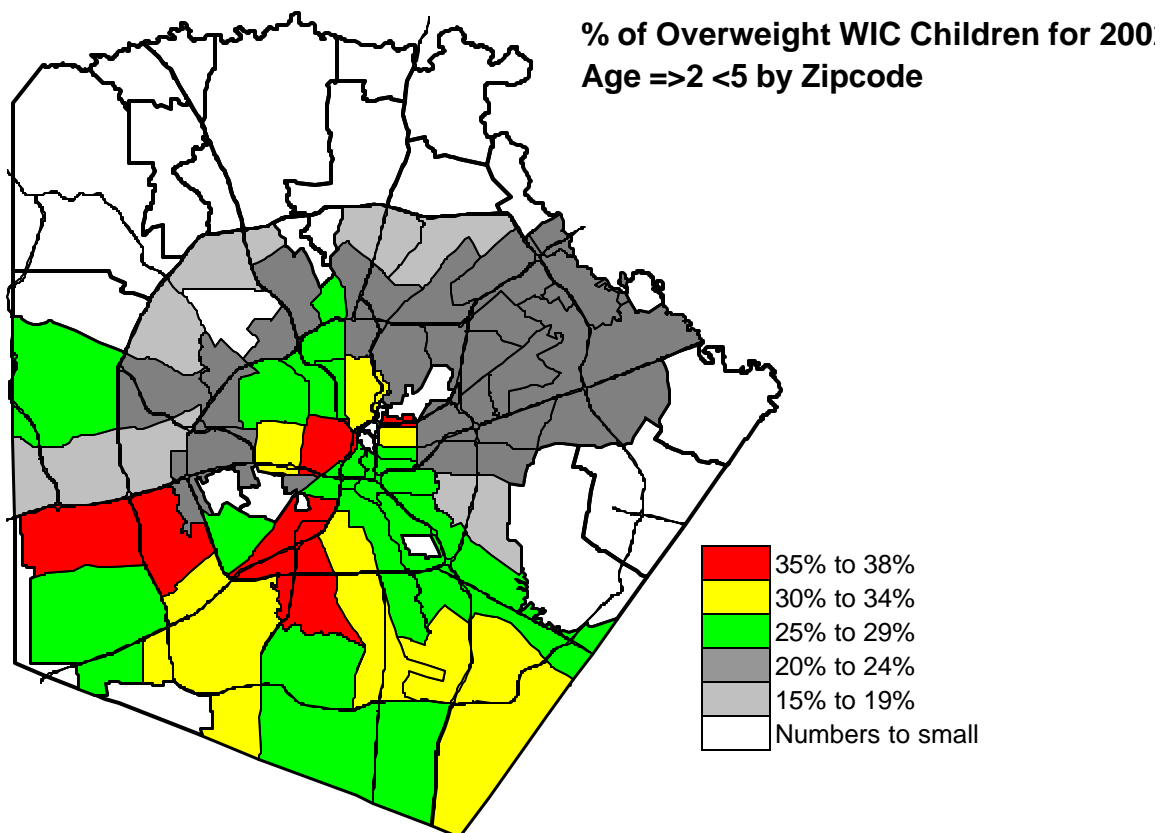 % of Overweight WIC Children for 200
Age =>2 <5 by Zipcode
35% to 38%
30% to 34%
25% to 29%
20% to 24%
15% to 19%
Numbers to small